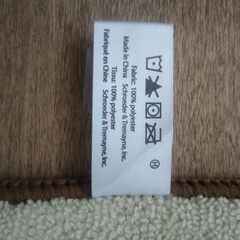 Fabric: 100% polyester
Made in China
Schroeder & Tremayne, Inc.
Tissu: 100% polyester
Fabriqué en Chine
Schroeder & Tremayne, Inc.